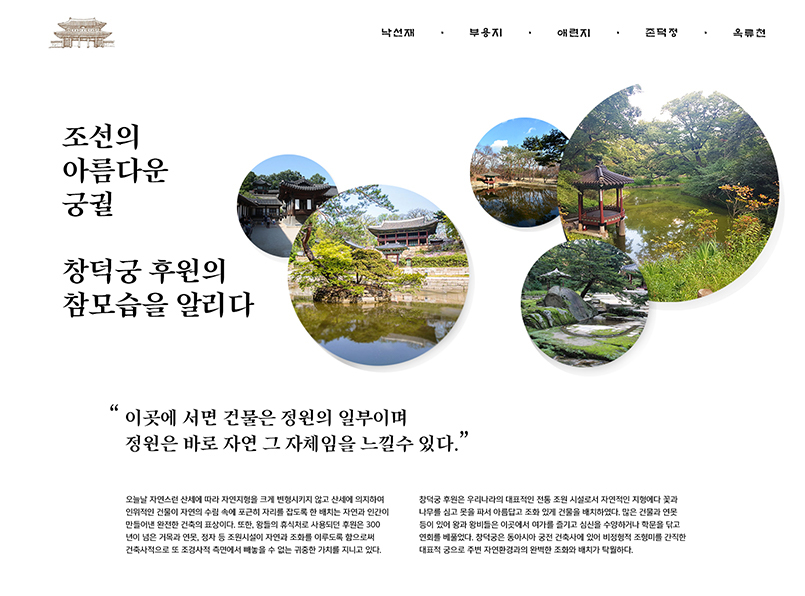 낙선재 · 부용지 · 애련지 · 존덕정 · 옥류천
조선의
아름다운
궁궐
창덕궁 후원의
참모습을 알리다
“ 이곳에 서면 건물은 정원의 일부이며
정원은 바로 자연 그 자체임을 느낄수 있다.”
오늘날 자연스런 산세에 따라 자연지형을 크게 변형시키지 않고 산세에 의지하여
인위적인 건물이 자연의 수림 속에 포근히 자리를 잡도록 한 배치는 자연과 인간이
만들어낸 완전한 건축의 표상이다. 또한, 왕들의 휴식처로 사용되던 후원은 300
년이 넘은 거목과 연못, 정자 등 조원시설이 자연과 조화를 이루도록 함으로써
건축사적으로 또 조경사적 측면에서 빼놓을 수 없는 귀중한 가치를 지니고 있다.
창덕궁 후원은 우리나라의 대표적인 전통 조원 시설로서 자연적인 지형에다 꽃과
나무를 심고 못을 파서 아름답고 조화 있게 건물을 배치하였다. 많은 건물과 연못
등이 있어 왕과 왕비들은 이곳에서 여가를 즐기고 심신을 수양하거나 학문을 닦고
연회를 베풀었다. 창덕궁은 동아시아 궁전 건축사에 있어 비정형적 조형미를 간직한
대표적 궁으로 주변 자연환경과의 완벽한 조화와 배치가 탁월하다.